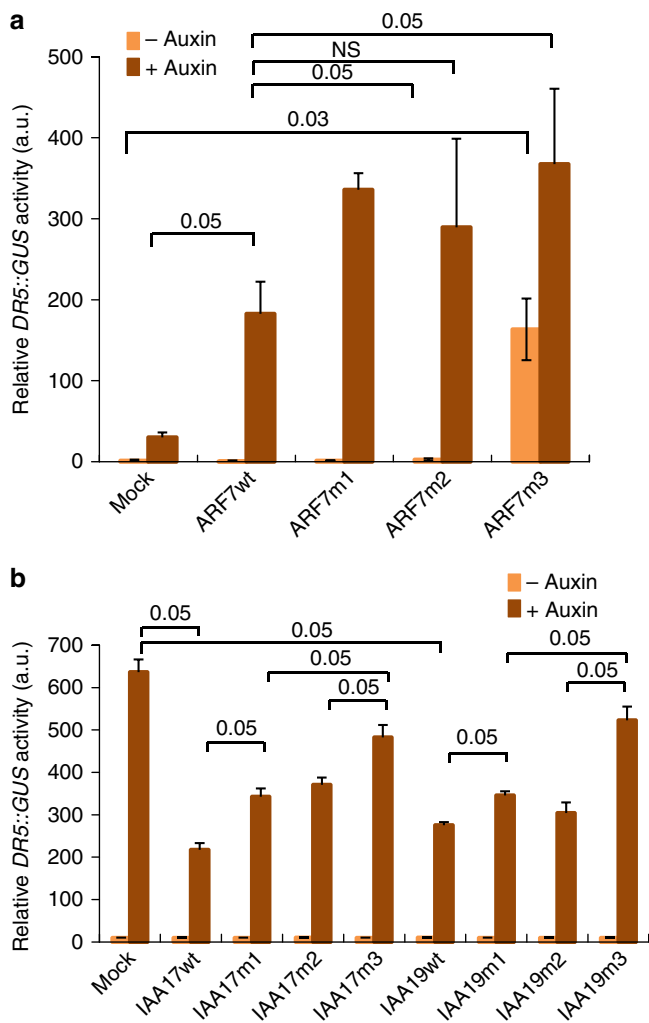 a
– Auxin
+ Auxin
0.05
NS
0.05
0.03
0.05
Relative DR5::GUS activity (a.u.)
500
400
300
200
100
0
Mock
ARF7wt
ARF7m1
ARF7m2
ARF7m3
b
– Auxin
+ Auxin
0.05
0.05
0.05
0.05
0.05
0.05
0.05
0.05
Relative DR5::GUS activity (a.u.)
700
600
500
400
300
200
100
0
Mock
IAA17wt
IAA17m1
IAA17m2
IAA17m3
IAA19wt
IAA19m1
IAA19m2
IAA19m3